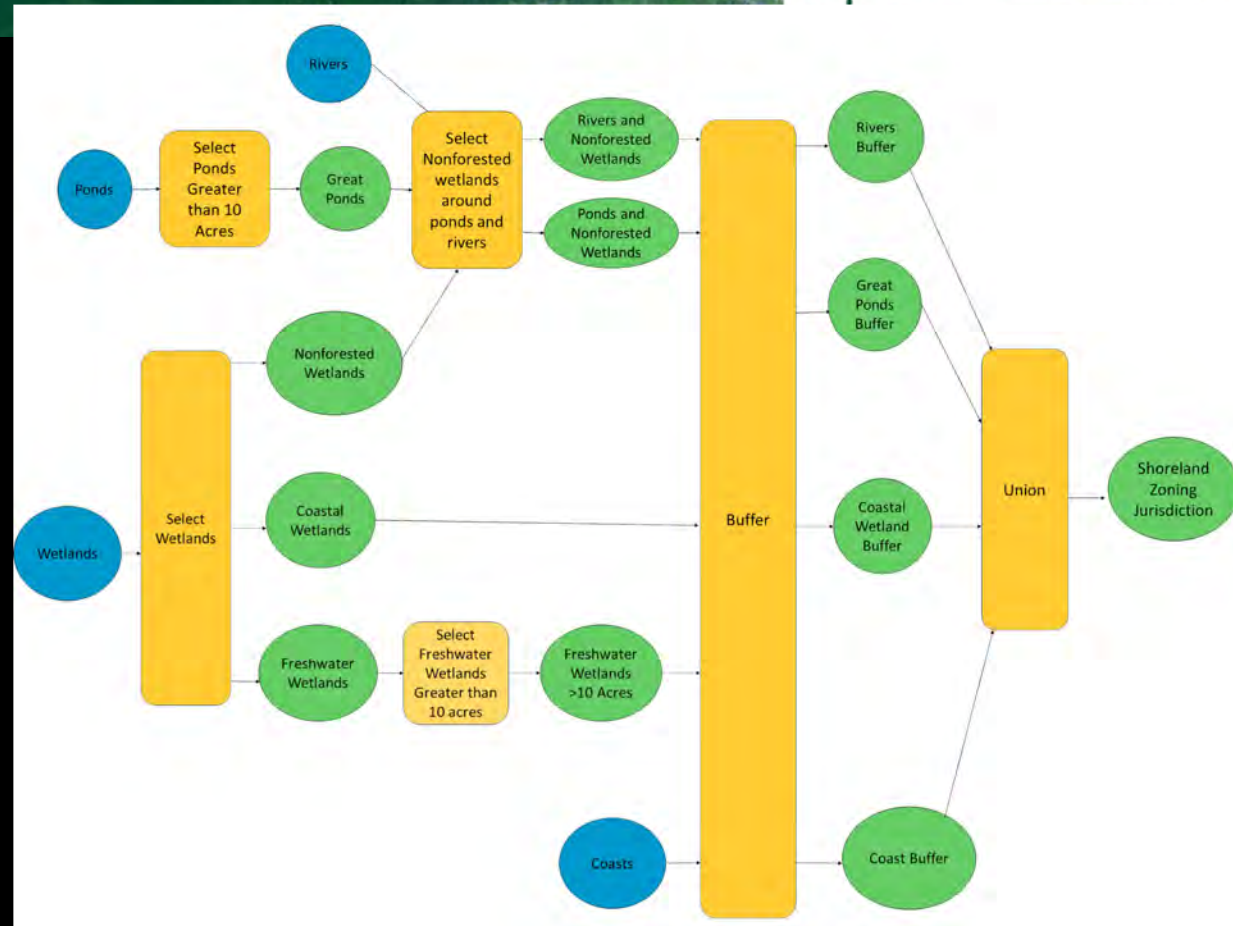 Rivers
Ponds
Select
Ponds
Greater
than 10
Acres
Great
Ponds
Select
Nonforested
wetlands
around
ponds and
rivers
Rivers and
Nonforested
Wetlands
Ponds and
Nonforested
Wetlands
Wetlands
Select
Wetlands
Nonforested
Wetlands
Coastal
Wetlands
Freshwater
Wetlands
Select
Freshwater
Wetlands
Greater than
10 acres
Freshwater
Wetlands
>10 Acres
Coasts
Buffer
Rivers
Buffer
Great
Ponds
Buffer
Coastal
Wetland
Buffer
Coast Buffer
Union
Shoreland
Zoning
Jurisdiction